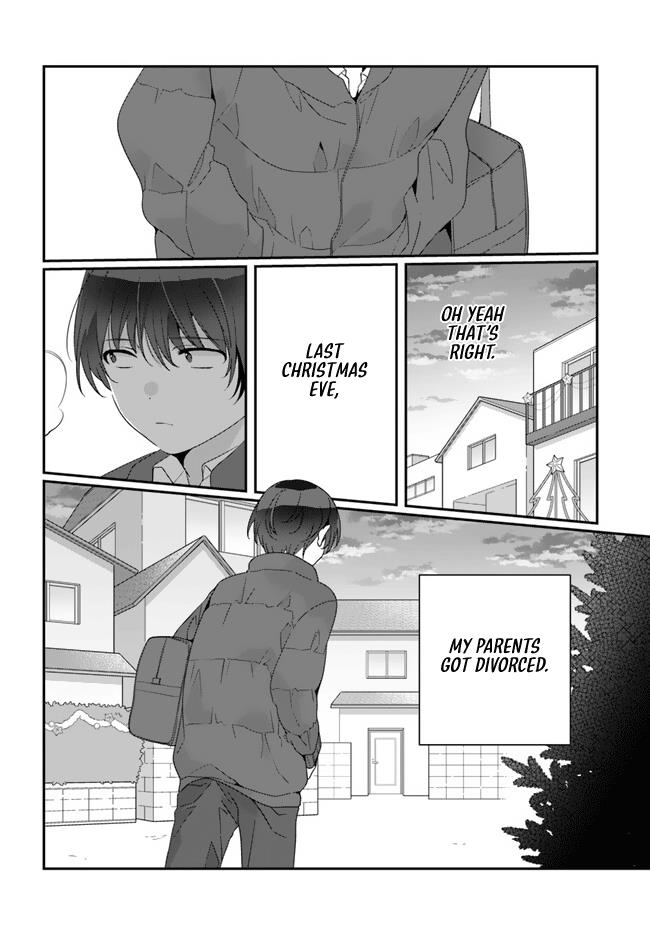 OH YEAH
THAT'S
RIGHT.
LAST
CHRISTMAS
EVE,
MY PARENTS
GOT DIVORCED.